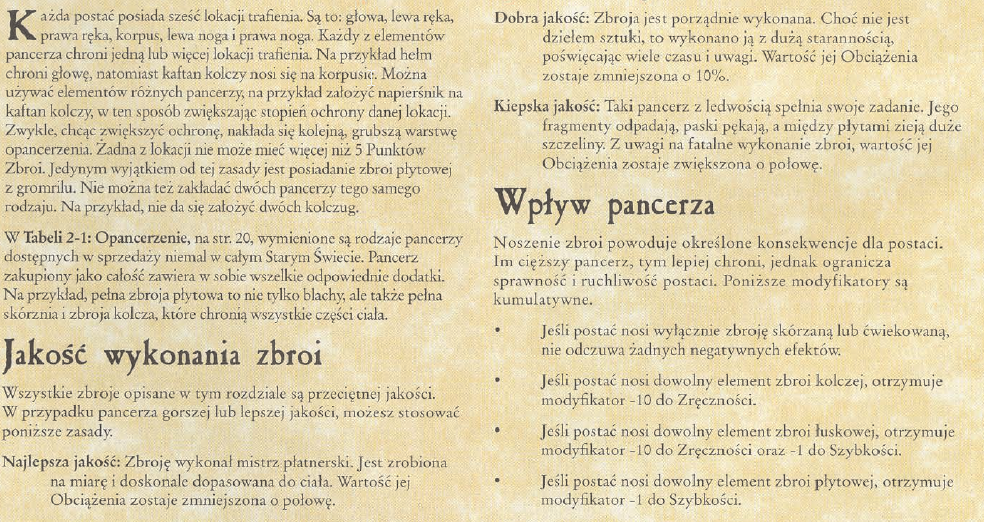 Każda postać posiada sześć lokacji trafienia. Są to: głowa, lewa ręka,
prawa ręka, korpus, lewa noga i prawa noga. Każdy z elementów
pancerza chroni jedną lub więcej lokacji trafienia. Na przykład hełm
chroni głowę, natomiast kaftan kolczy nosi się na korpusie. Można
używać elementów różnych pancerzy, na przykład założyć napierśnik na
kaftan kolczy, w ten sposób zwiększając stopień ochrony danej lokacji.
Zwykle, chcąc zwiększyć ochronę, nakłada się kolejną, grubszą warstwę
opancerzenia. Żadna z lokacji nie może mieć więcej niż 5 Punktów
Zbroi. Jedynym wyjątkiem od tej zasady jest posiadanie zbroi płytowej
z gromrilu. Nie można też zakładać dwóch pancerzy tego samego
rodzaju. Na przykład, nie da się założyć dwóch kolczug.
W Tabeli 2-1: Opancerzenie, na str. 20, wymienione są rodzaje pancerzy
dostępnych w sprzedaży niemal w całym Starym Świecie. Pancerz
zakupiony jako całość zawiera w sobie wszelkie odpowiednie dodatki.
Na przykład, pełna zbroja płytowa to nie tylko blachy, ale także pełna
skórznia i zbroja kolcza, które chronią wszystkie części ciała.
Jakość wykonania zbroi
Wszystkie zbroje opisane w tym rozdziale są przeciętnej jakości.
W przypadku pancerza gorszej lub lepszej jakości, możesz stosować
poniższe zasady.
Najlepsza jakość: Zbroję wykonał mistrz płatnerski. Jest zrobiona
na miarę i doskonale dopasowana do ciała. Wartość jej
Obciążenia zostaje zmniejszona o połowę.
Dobra jakość: Zbroja jest porządnie wykonana. Choć nie jest
dziełem sztuki, to wykonano ją z dużą starannością,
poświęcając wiele czasu i uwagi. Wartość jej Obciążenia
zostaje zmniejszona o 10%.
Kiepska jakość: Taki pancerz z ledwością spełnia swoje zadanie. Jego
fragmenty odpadają, paski pękają, a między płytami zieją duże
szczeliny. Z uwagi na fatalne wykonanie zbroi, wartość jej
Obciążenia zostaje zwiększona o połowę.
Wpływ pancerza
Noszenie zbroi powoduje określone konsekwencje dla postaci.
Im cięższy pancerz, tym lepiej chroni, jednak ogranicza
sprawność i ruchliwość postaci. Poniższe modyfikatory są
kumulatywne.
• Jeśli postać nosi wyłącznie zbroję skórzaną lub ćwiekowaną,
nie odczuwa żadnych negatywnych efektów.
• Jeśli postać nosi dowolny element zbroi kolczej, otrzymuje
modyfikator -10 do Zręczności.
• Jeśli postać nosi dowolny element zbroi łuskowej, otrzymuje
modyfikator -10 do Zręczności oraz -1 do Szybkości.
• Jeśli postać nosi dowolny element zbroi płytowej, otrzymuje
modyfikator -1 do Szybkości.